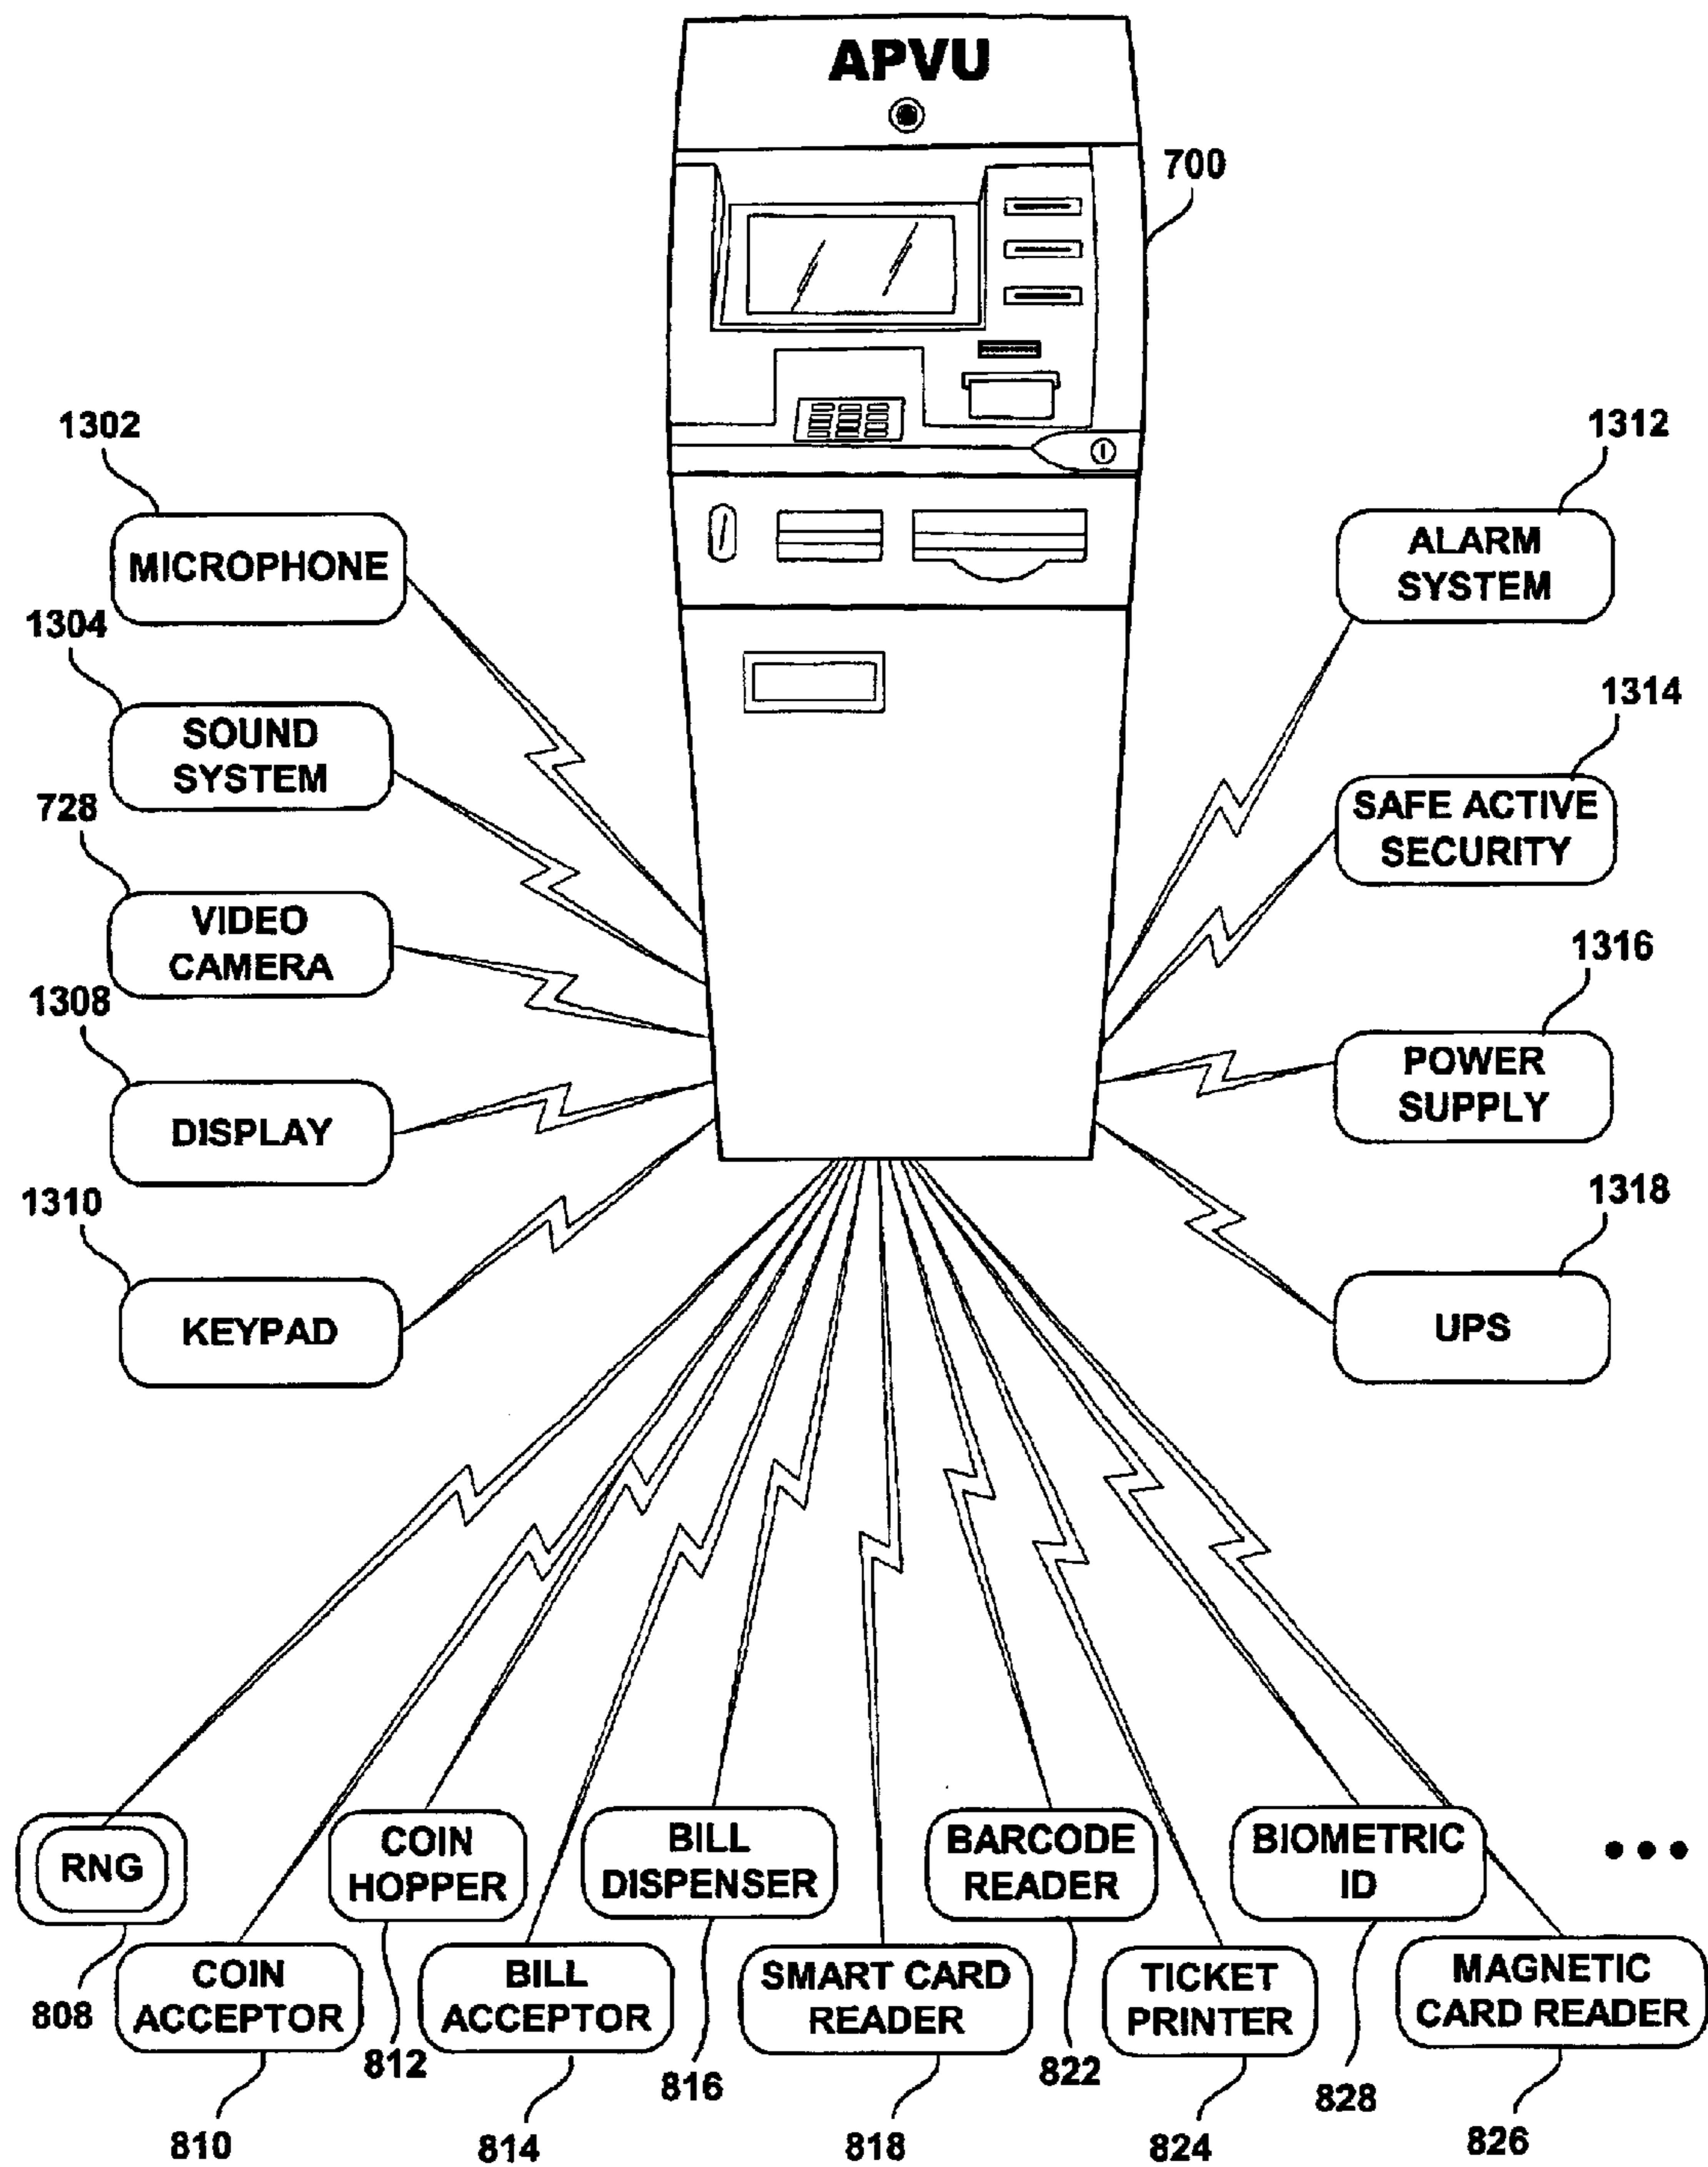 APVU
700
1302
MICROPHONE
1304
SOUND
SYSTEM
728
VIDEO
CAMERA
1308
DISPLAY
1310
KEYPAD
1312
ALARM
SYSTEM
1314
SAFE ACTIVE
SECURITY
1316
POWER
SUPPLY
1318
UPS
RNG
808
COIN
ACCEPTOR
810
COIN
HOPPER
812
BILL
ACCEPTOR
814
BILL
DISPENSER
816
SMART CARD
READER
818
BARCODE
READER
822
TICKET
PRINTER
824
BIOMETRIC
ID
828
MAGNETIC
CARD READER
826
•••